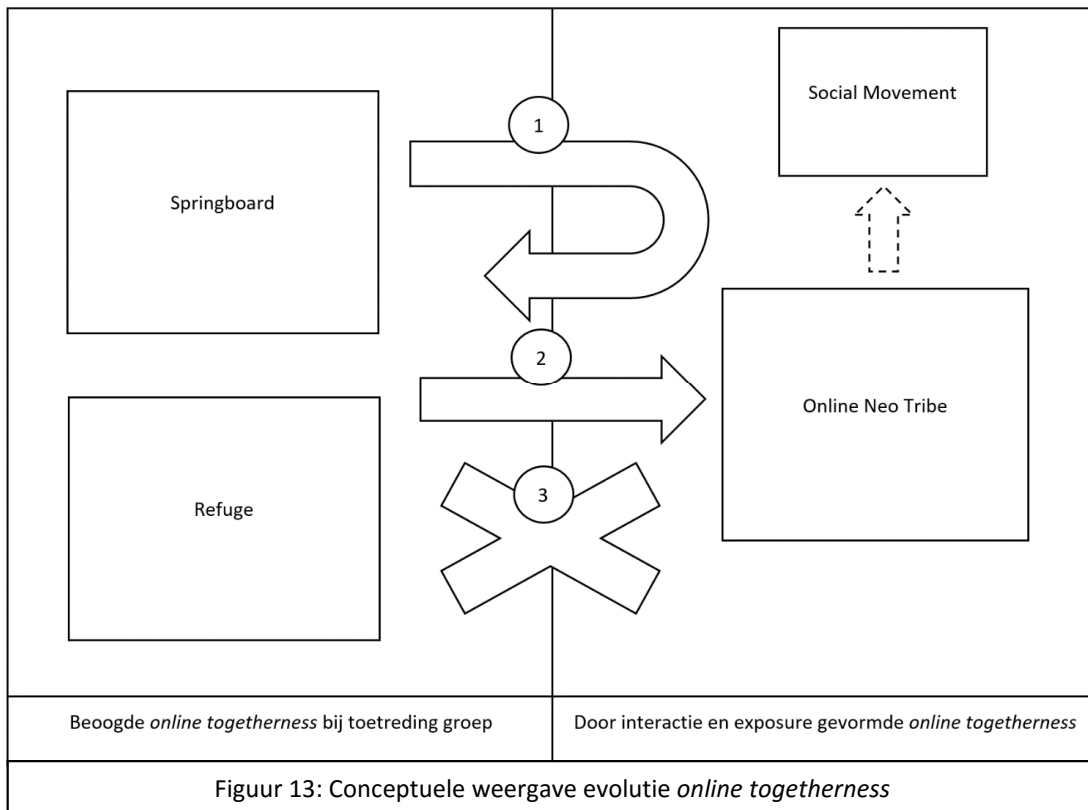 Springboard
Refuge
1
2
3
Social Movement
Online Neo Tribe
Beoogde online togetherness bij toetreding groep
Door interactie en exposure gevormde online togetherness
Figuur 13: Conceptuele weergave evolutie online togetherness